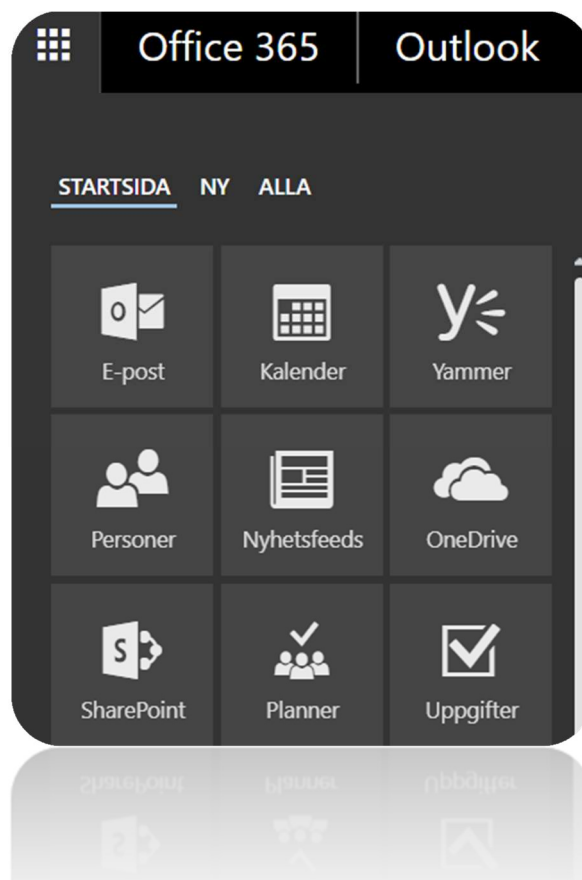 Office 365 Outlook
STARTSIDA NY ALLA
E-post Kalender Yammer
Personer Nyhetsfeeds OneDrive
SharePoint Planner Uppgifter